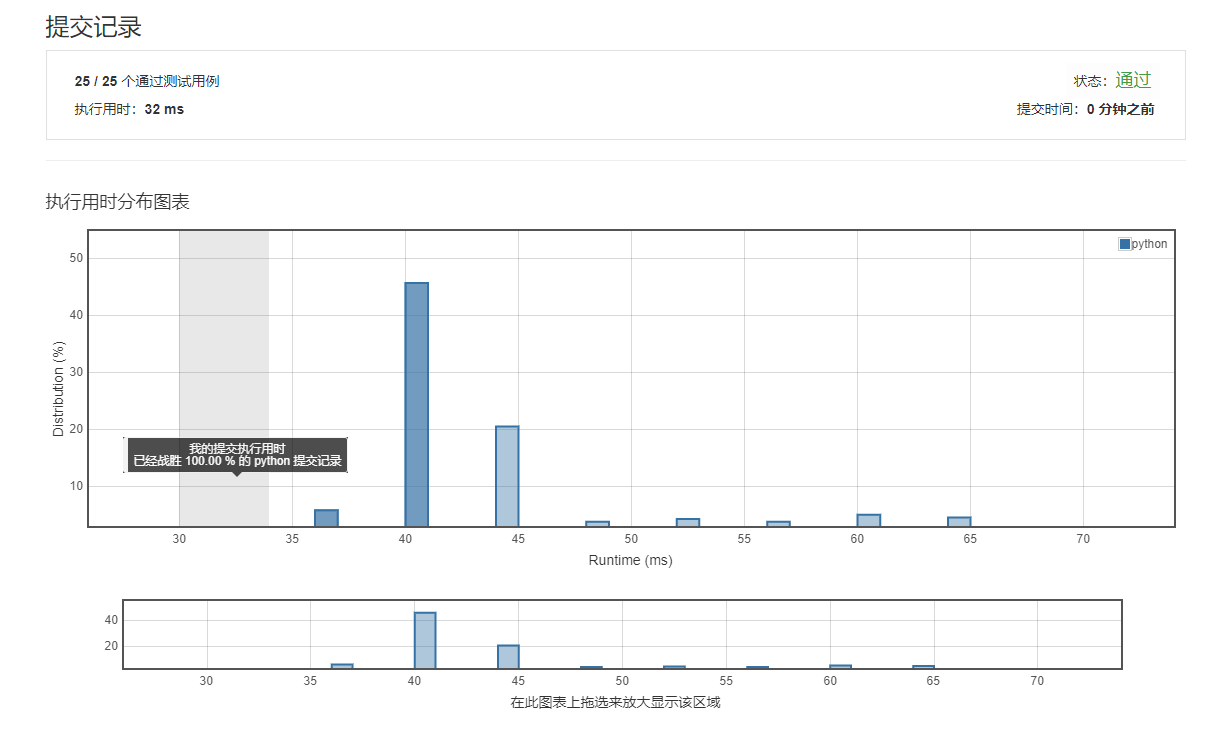 提交记录
25 / 25 个通过测试用例
状态：通过
执行用时：32 ms
提交时间：0 分钟之前
执行用时分布图表
python
50
40
30
20
10
Distribution (%)
我的提交执行用时
已经战胜 100.00 % 的 python 提交记录
30 35 40 45 50 55 60 65 70
Runtime (ms)
40
20
30 35 40 45 50 55 60 65 70
在此图表上拖选来放大显示该区域